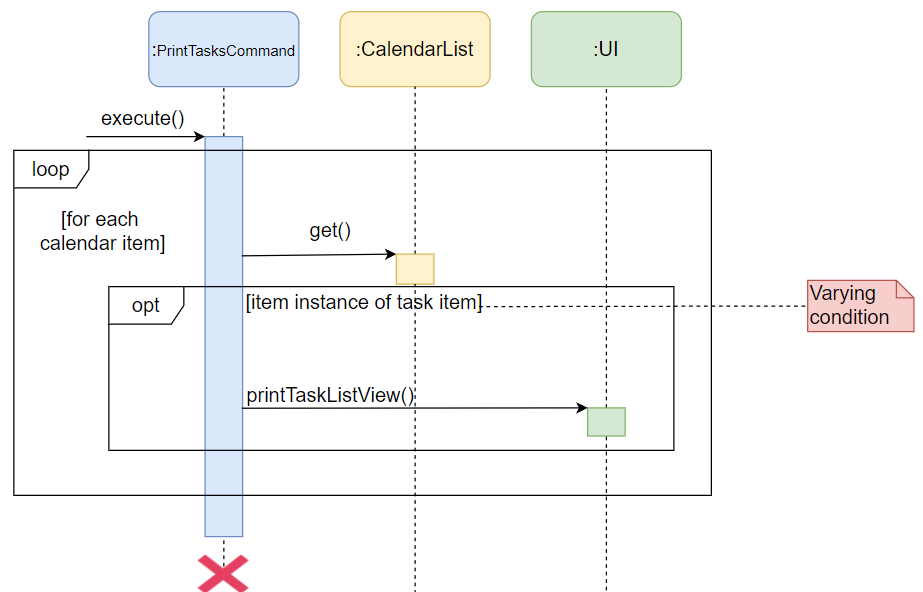 :PrintTasksCommand
:CalendarList
:UI
execute()
loop
[for each
calendar item]
get()
opt
[item instance of task item]
Varying
condition
printTaskListView()